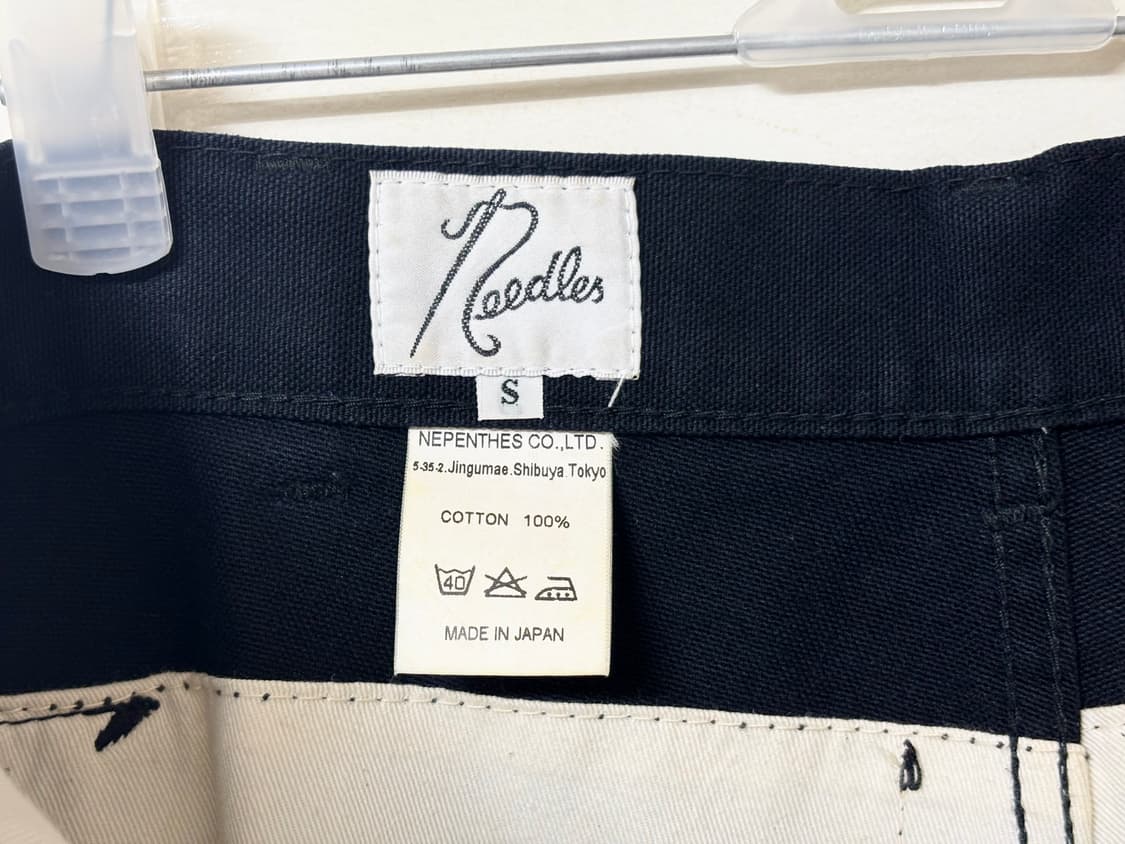 Needles
S
NEPENTHES CO.,LTD.
5-35-2.Jingumae.Shibuya.Tokyo
COTTON 100%
40
MADE IN JAPAN